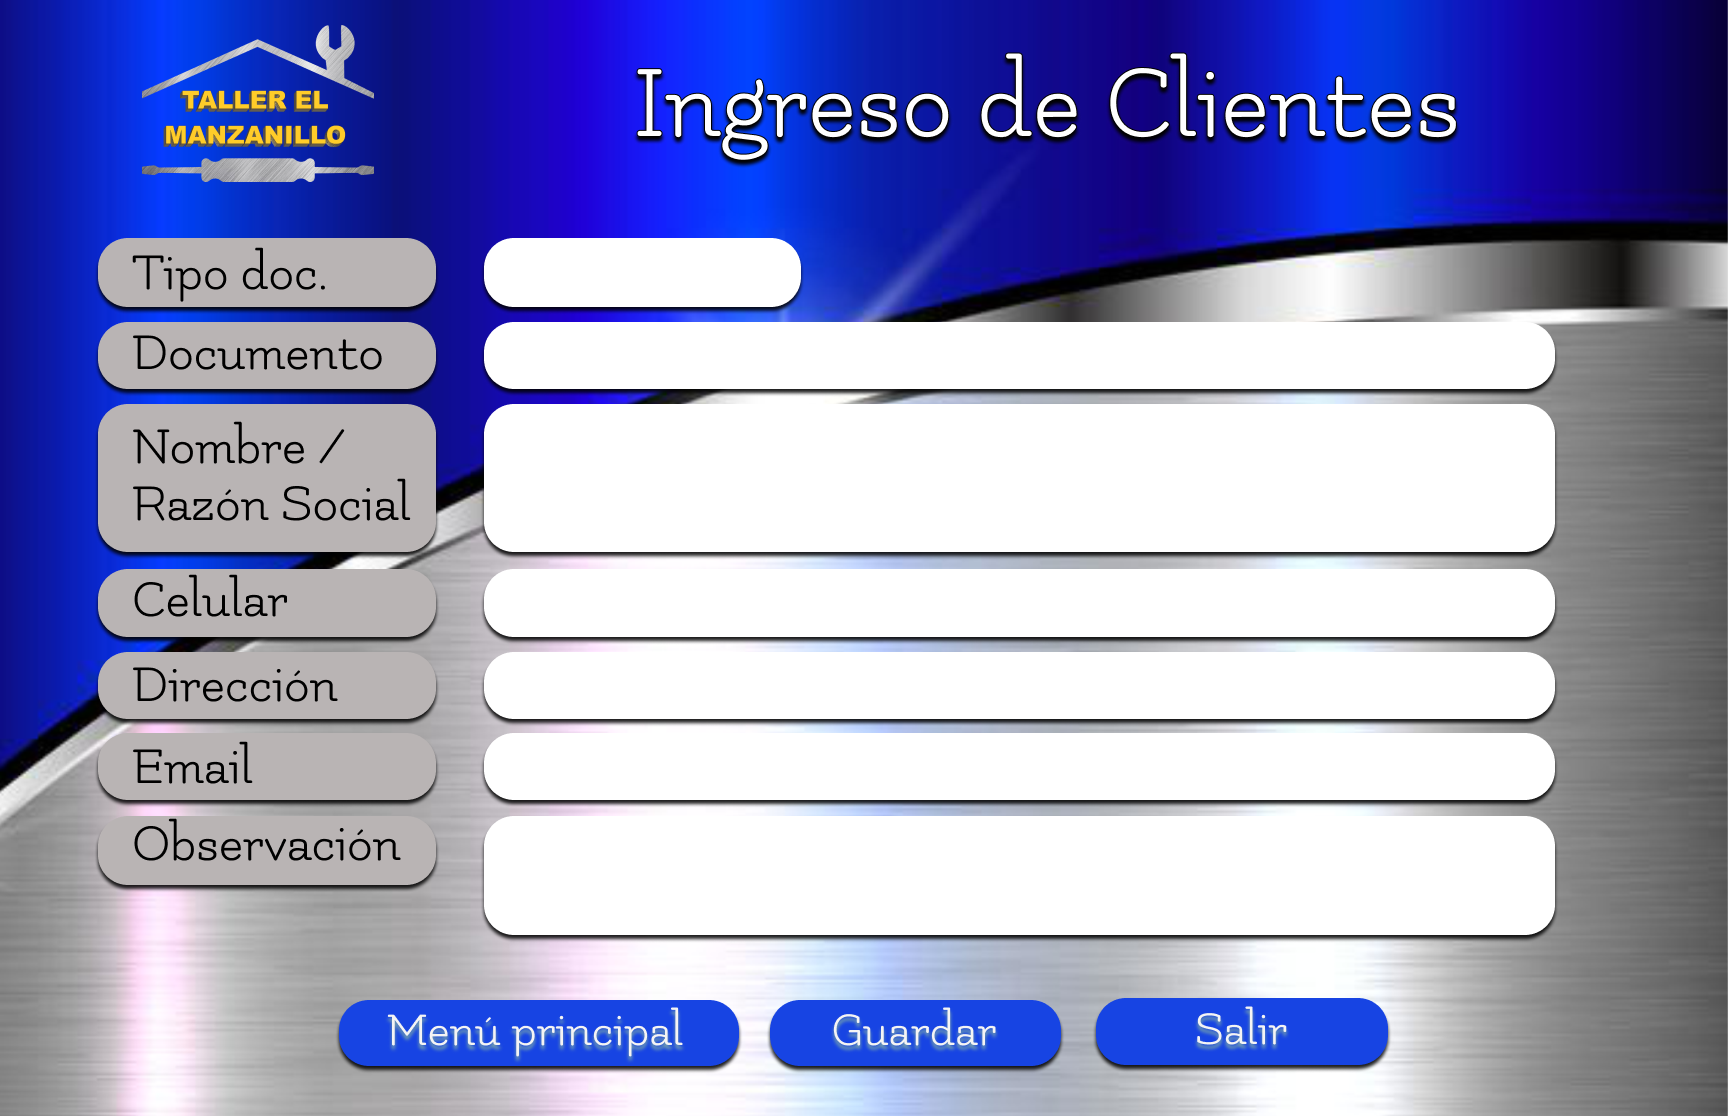 TALLER EL
MANZANILLO
Ingreso de Clientes
Tipo doc.
Documento
Nombre /
Razón Social
Celular
Dirección
Email
Observación
Menú principal
Guardar
Salir